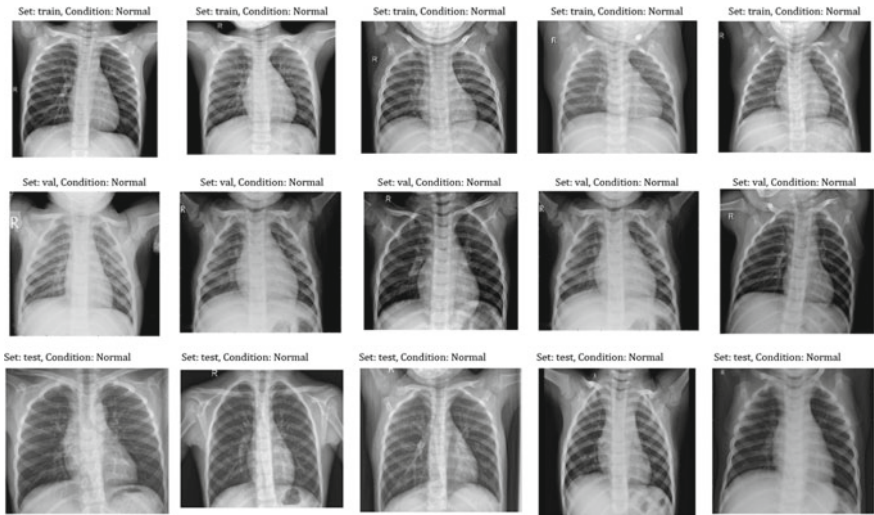 Set: train, Condition: Normal
Set: train, Condition: Normal
Set: train, Condition: Normal
Set: train, Condition: Normal
Set: train, Condition: Normal
R
R
R
R
R
Set: val, Condition: Normal
Set: val, Condition: Normal
Set: val, Condition: Normal
Set: val, Condition: Normal
Set: val, Condition: Normal
R
R
R
R
R
Set: test, Condition: Normal
Set: test, Condition: Normal
Set: test, Condition: Normal
Set: test, Condition: Normal
Set: test, Condition: Normal
R
R